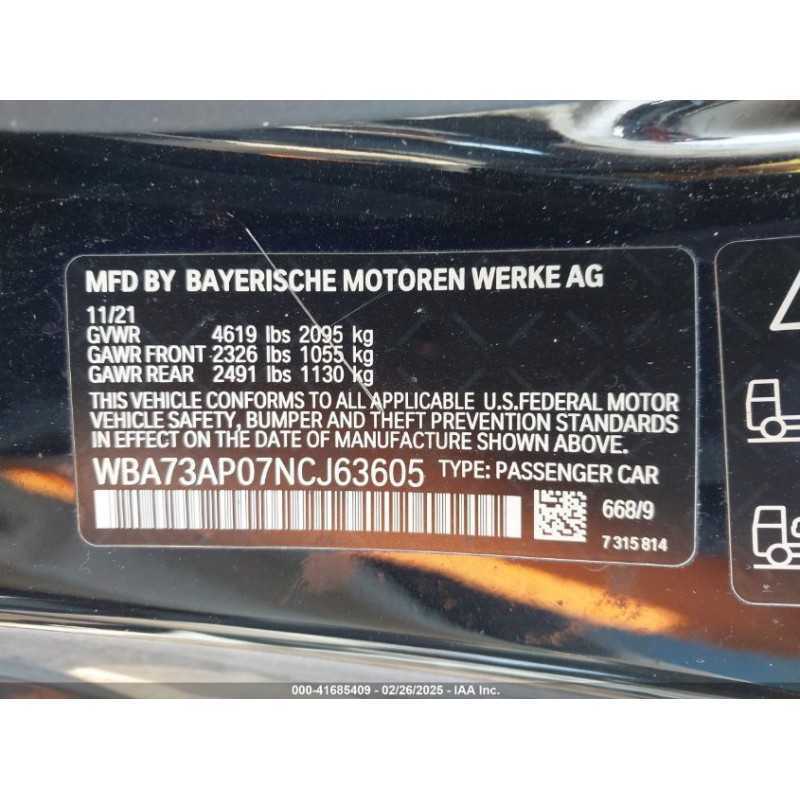 MFD BY BAYERISCHE MOTOREN WERKE AG
11/21
GVWR 4619 lbs 2095 kg
GAWR FRONT 2326 lbs 1055 kg
GAWR REAR 2491 lbs 1130 kg
THIS VEHICLE CONFORMS TO ALL APPLICABLE U.S.FEDERAL MOTOR
VEHICLE SAFETY, BUMPER AND THEFT PREVENTION STANDARDS
IN EFFECT ON THE DATE OF MANUFACTURE SHOWN ABOVE.
WBA73AP07NCJ63605 TYPE: PASSENGER CAR
668/9
7 315 814
000-41685409 - 02/26/2025 - IAA Inc.